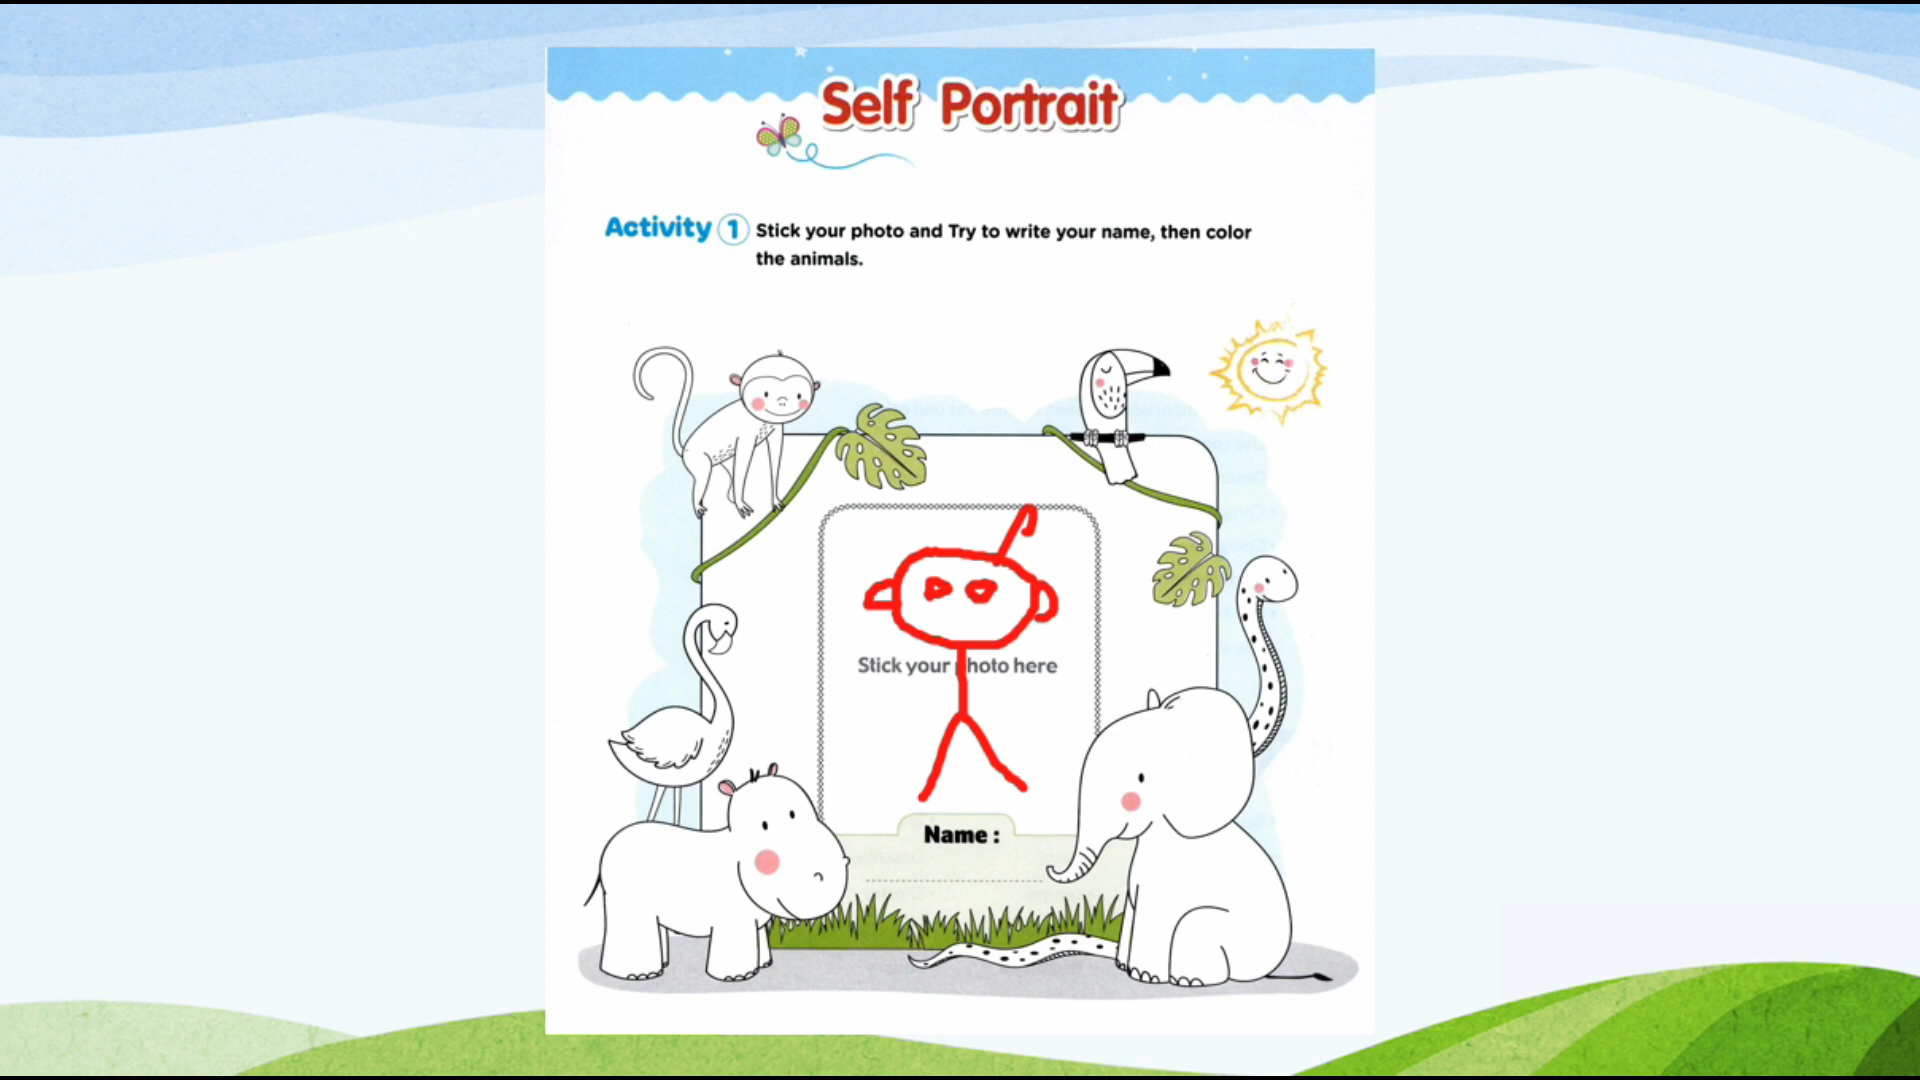 Self Portrait
Activity 1 Stick your photo and Try to write your name, then color
the animals.
Stick your photo here
Name :